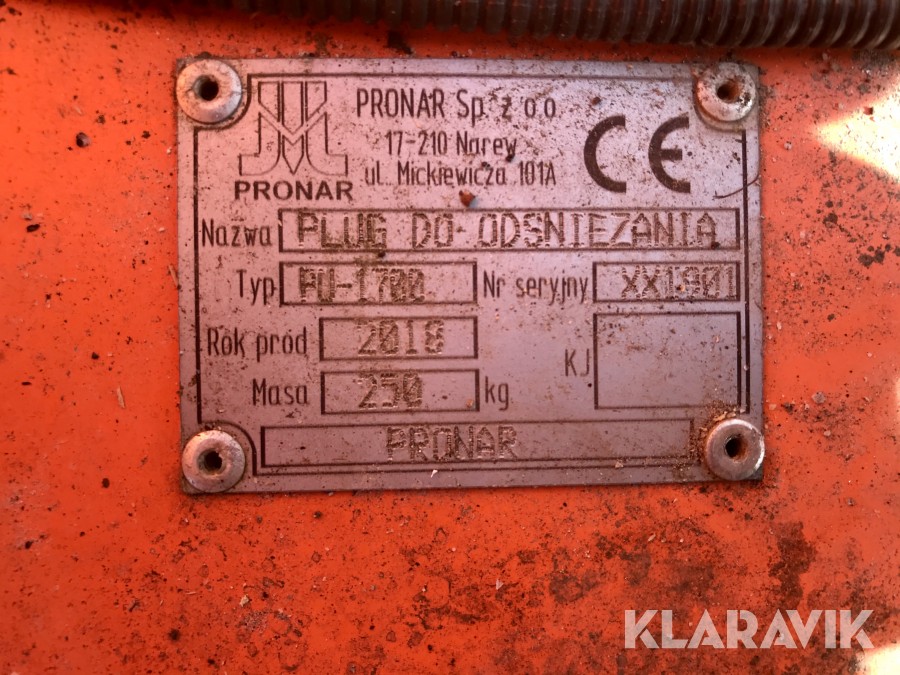 PRONAR Sp. z o o
17-210 Narew
ul. Mickiewicza 101A
CE
PRONAR
Nazwa PLUG DO ODSNIEZANIA
Typ PU-1700 Nr seryjny XX1901
Rok prod 2018
KJ
Masa 250 kg
PRONAR
KLARAVIK